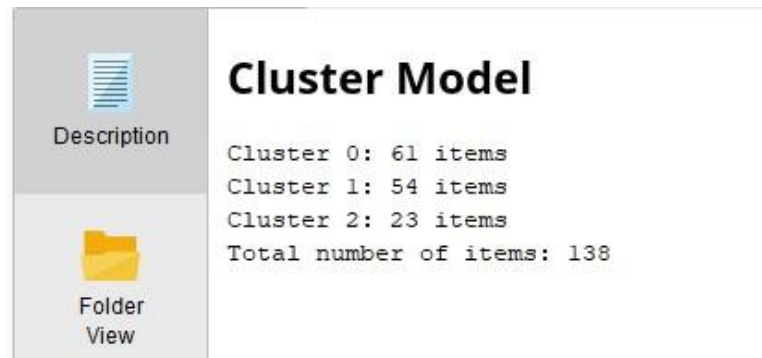 Description
Folder
View
Cluster Model
Cluster 0: 61 items
Cluster 1: 54 items
Cluster 2: 23 items
Total number of items: 138